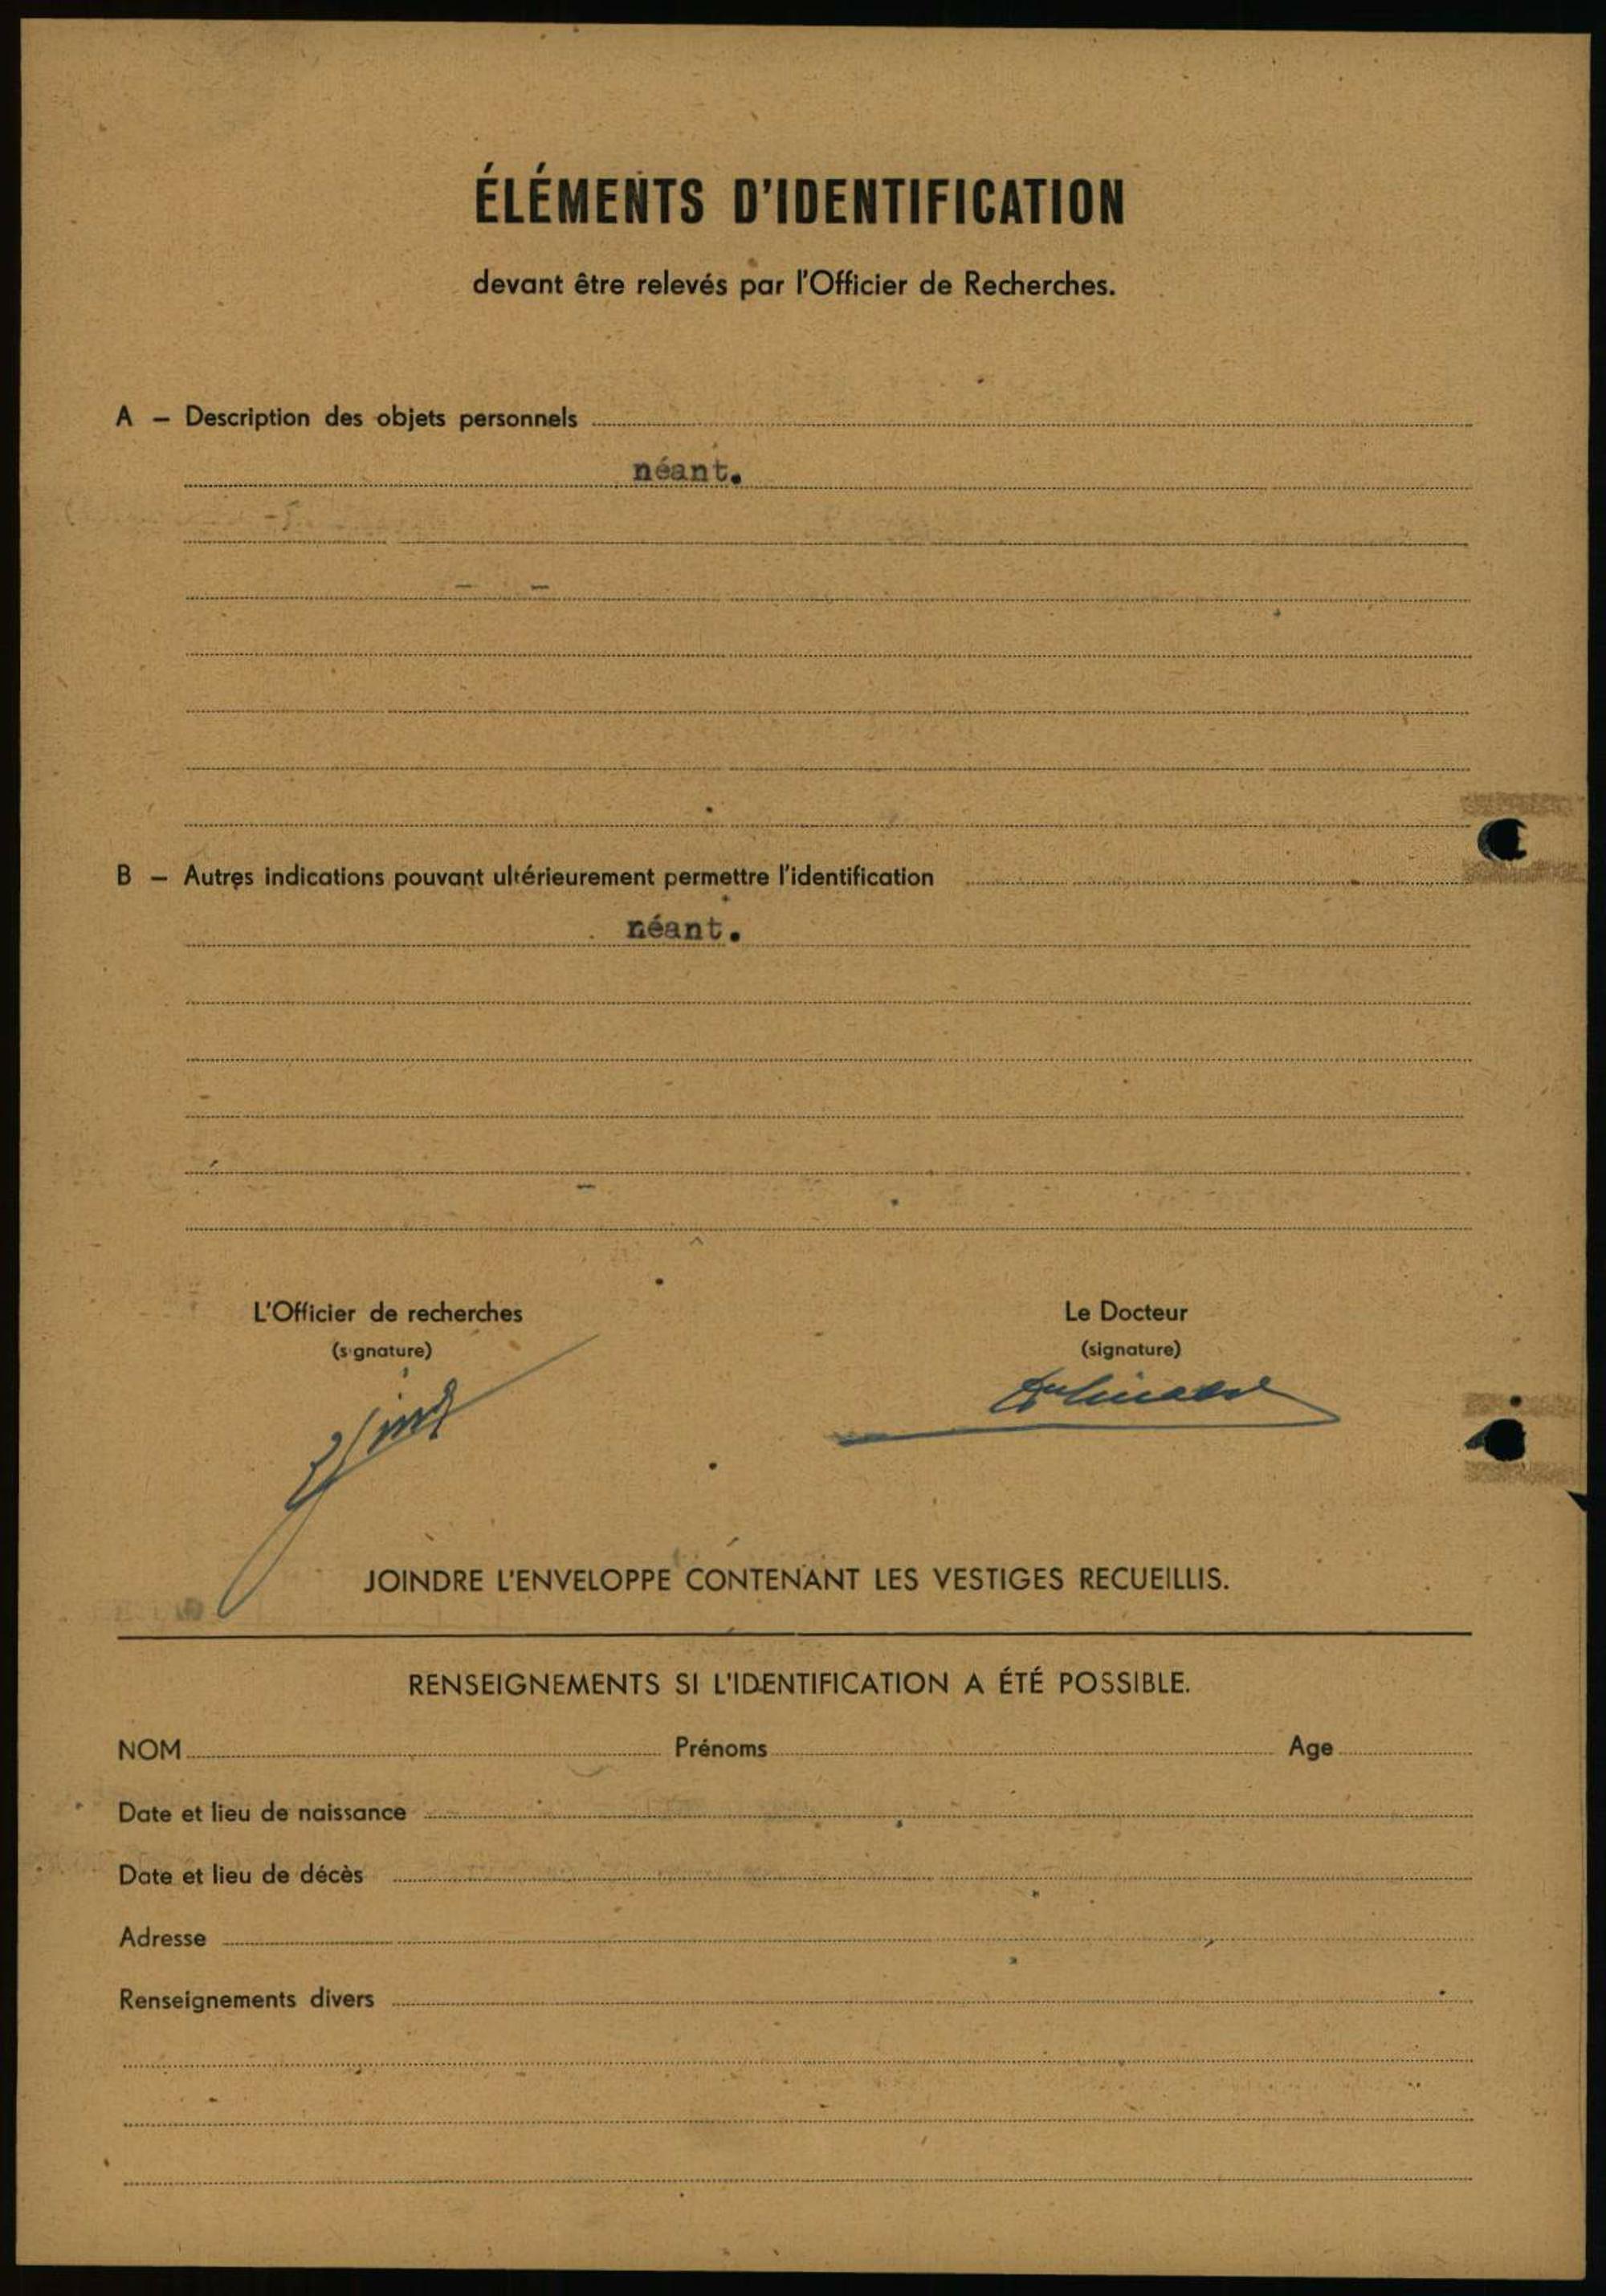 ÉLÉMENTS D'IDENTIFICATION
devant être relevés par l'Officier de Recherches.
A – Description des objets personnels
néant.
B – Autres indications pouvant ultérieurement permettre l'identification
néant.
L'Officier de recherches
(signature)
Le Docteur
(signature)
JOINDRE L'ENVELOPPE CONTENANT LES VESTIGES RECUEILLIS.
RENSEIGNEMENTS SI L'IDENTIFICATION A ÉTÉ POSSIBLE.
NOM Prénoms Age
Date et lieu de naissance
Date et lieu de décès
Adresse
Renseignements divers